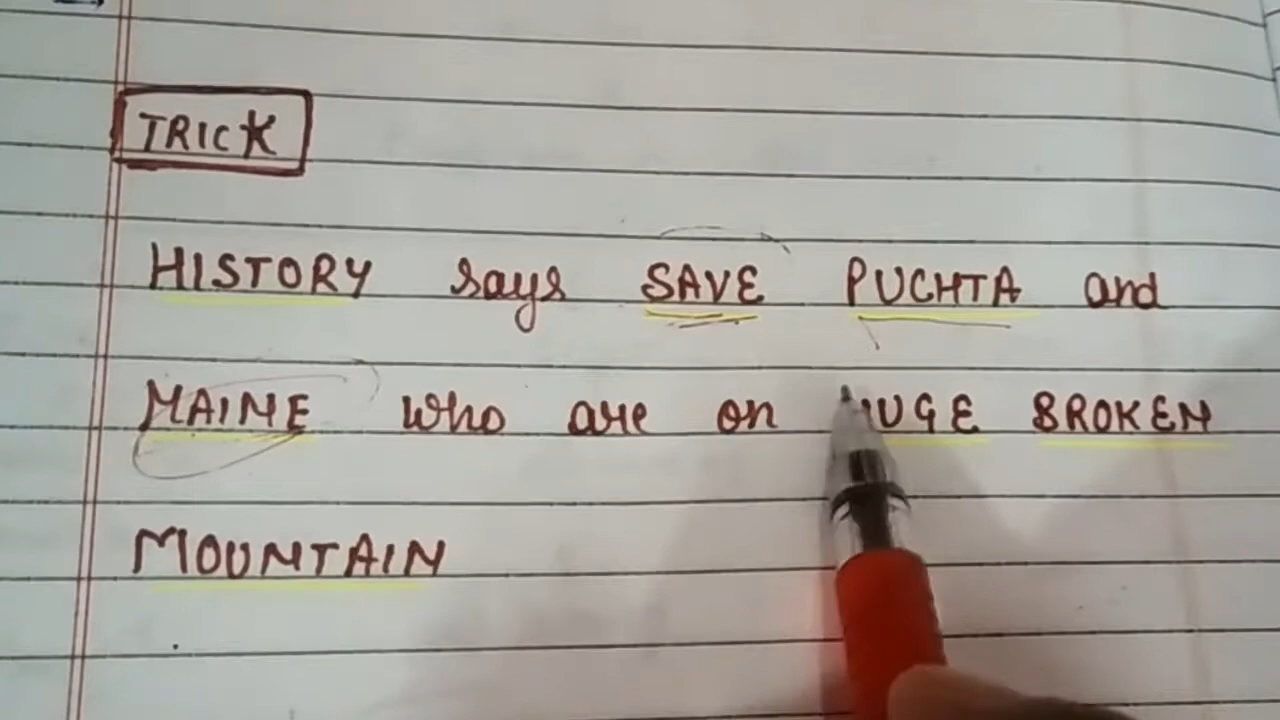 TRICK
HISTORY says SAVE PUCHTA and
MAINE who are on BROKEN
MOUNTAIN